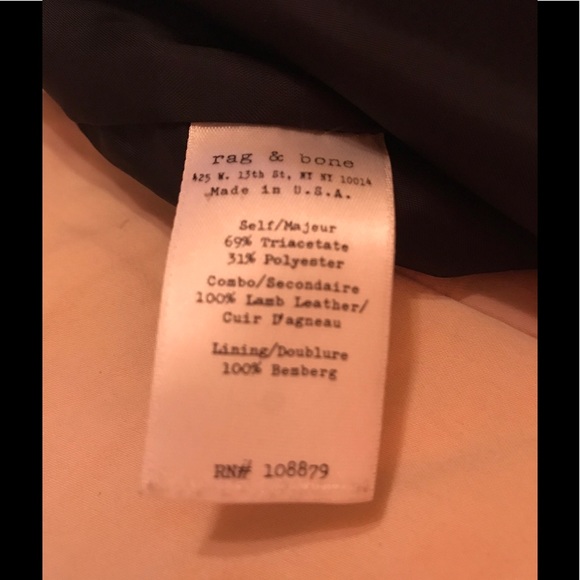 rag & bone
425 W. 13th St, NY NY 10014
Made in U.S.A.
Self/Majeur
69% Triacetate
31% Polyester
Combo/Secondaire
100% Lamb Leather/
Cuir D'agneau
Lining/Doublure
100% Bemberg
RN# 108879